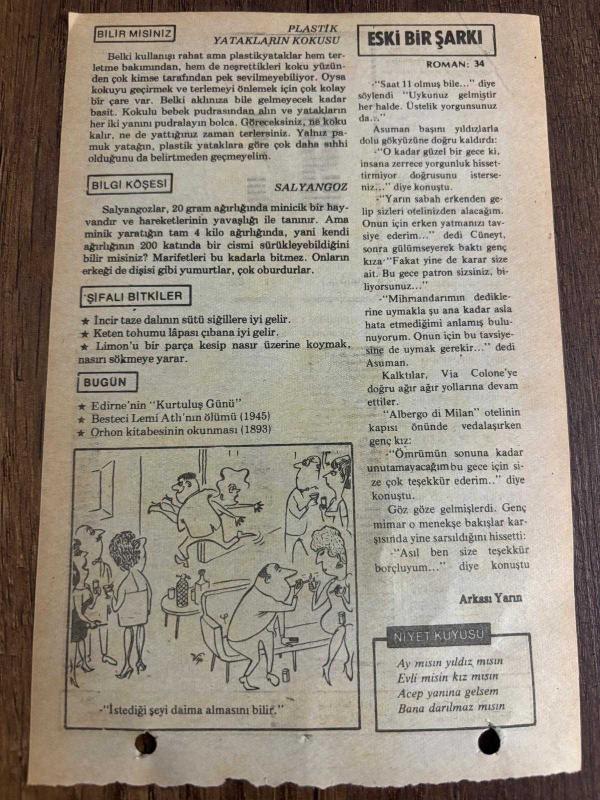 BİLİR MİSİNİZ
PLASTİK
YATAKLARIN KOKUSU
Belki kullanışı rahat ama plastikyataklar hem ter-
letme bakımından, hem de neşrettikleri koku yüzün-
den çok kimse tarafından pek sevilmeyebiliyor. Oysa
kokuyu geçirmek ve terlemeyi önlemek için çok kolay
bir çare var. Belki aklınıza bile gelmeyecek kadar
basit. Kokulu bebek pudrasından alın ve yatakların
her iki yanını pudralayın bolca. Göreceksiniz, ne koku
kalır, ne de yattığınız zaman terlersiniz. Yalnız pa-
muk yatağın, plastik yataklara göre çok daha sıhhi
olduğunu da belirtmeden geçmeyelim.
BİLGİ KÖŞESİ
SALYANGOZ
Salyangozlar, 20 gram ağırlığında minicik bir hay-
vandır ve hareketlerinin yavaşlığı ile tanınır. Ama
minik yaratığın tam 4 kilo ağırlığında, yani kendi
ağırlığının 200 katında bir cismi sürükleyebildiğini
bilir misiniz? Marifetleri bu kadarla bitmez. Onların
erkeği de dişisi gibi yumurtlar, çok oburdurlar.
ŞİFALI BİTKİLER
★ İncir taze dalının sütü siğillere iyi gelir.
★ Keten tohumu lâpası çıbana iyi gelir.
★ Limon'u bir parça kesip nasır üzerine koymak,
nasırı sökmeye yarar.
BUGÜN
★ Edirne'nin "Kurtuluş Günü"
★ Besteci Lemi Atlı'nın ölümü (1945)
★ Orhon kitabesinin okunması (1893)
-"İstediği şeyi daima almasını bilir."
ESKİ BİR ŞARKI
ROMAN: 34
-"Saat 11 olmuş bile..." diye
söylendi "Uykunuz gelmiştir
her halde. Üstelik yorgunsunuz
da.."
Asuman başını yıldızlarla
dolu gökyüzüne doğru kaldırdı:
-"O kadar güzel bir gece ki,
insana zerrece yorgunluk hisset-
tirmiyor doğrusunu isterse-
niz..." diye konuştu.
-"Yarın sabah erkenden ge-
lip sizleri otelinizden alacağım.
Onun için erken yatmanızı tav-
siye ederim..." dedi Cüneyt,
sonra gülümseyerek baktı genç
kıza-"Fakat yine de karar size
ait. Bu gece patron sizsiniz, bi-
liyorsunuz..."
-"Mihmandarımın dedikle-
rine uymakla şu ana kadar asla
hata etmediğimi anlamış bulu-
nuyorum. Onun için bu tavsiye-
sine de uymak gerekir..." dedi
Asuman.
Kalktılar, Via Colone'ye
doğru ağır ağır yollarına devam
ettiler.
"Albergo di Milan" otelinin
kapısı önünde vedalaşırken
genç kız:
-"Ömrümün sonuna kadar
unutamayacağım bu gece için si-
ze çok teşekkür ederim.." diye
konuştu.
Göz göze gelmişlerdi. Genç
mimar o menekşe bakışlar kar-
şısında yine sarsıldığını hissetti:
-"Asıl ben size teşekkür
borçluyum..." diye konuştu
Arkası Yarın
NİYET KUYUSU
Ay mısın yıldız mısın
Evli misin kız mısın
Acep yanına gelsem
Bana darılmaz mısın